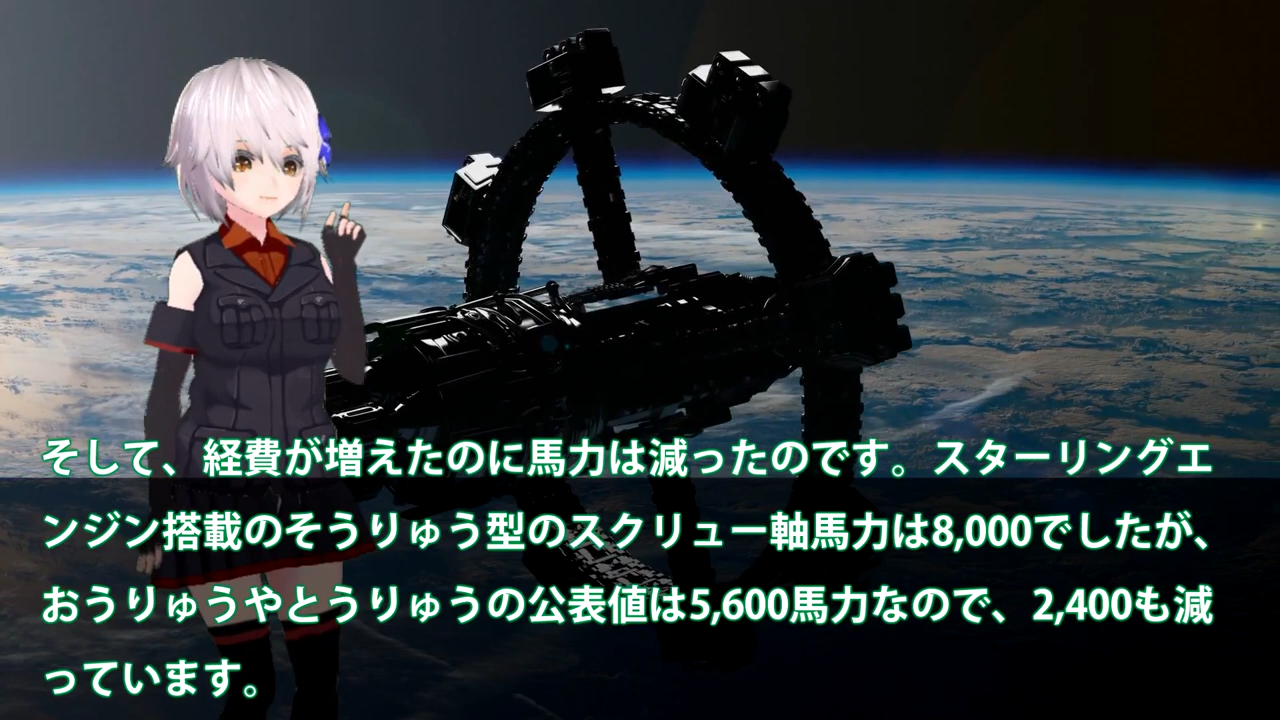 そして、経費が増えたのに馬力は減ったのです。スターリングエ
ンジン搭載のそうりゅう型のスクリュー軸馬力は8,000でしたが、
おうりゅうやとうりゅうの公表値は5,600馬力なので、2,400も減
っています。